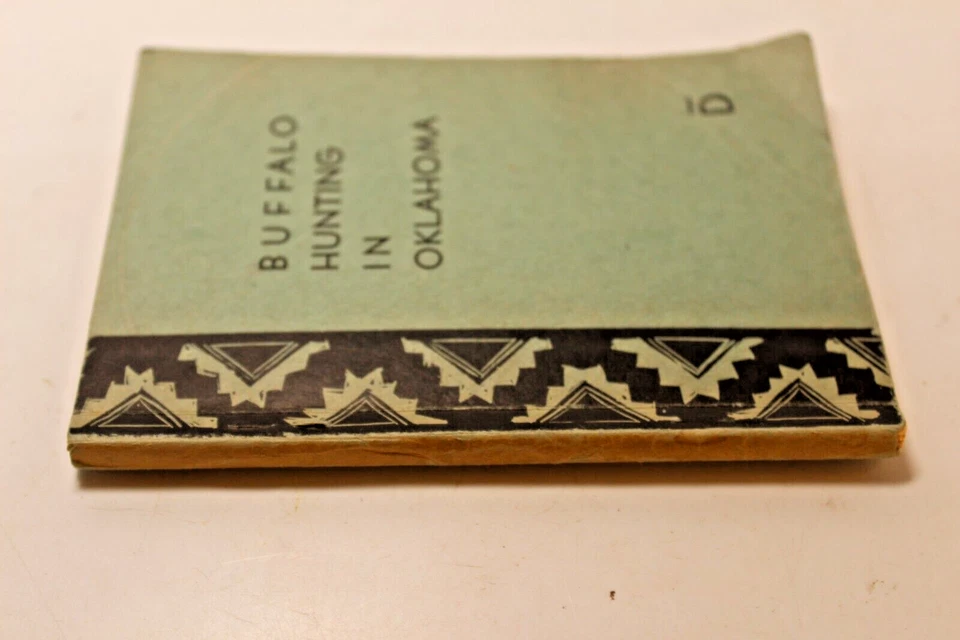 BUFFALO
HUNTING
IN
OKLAHOMA
D̄